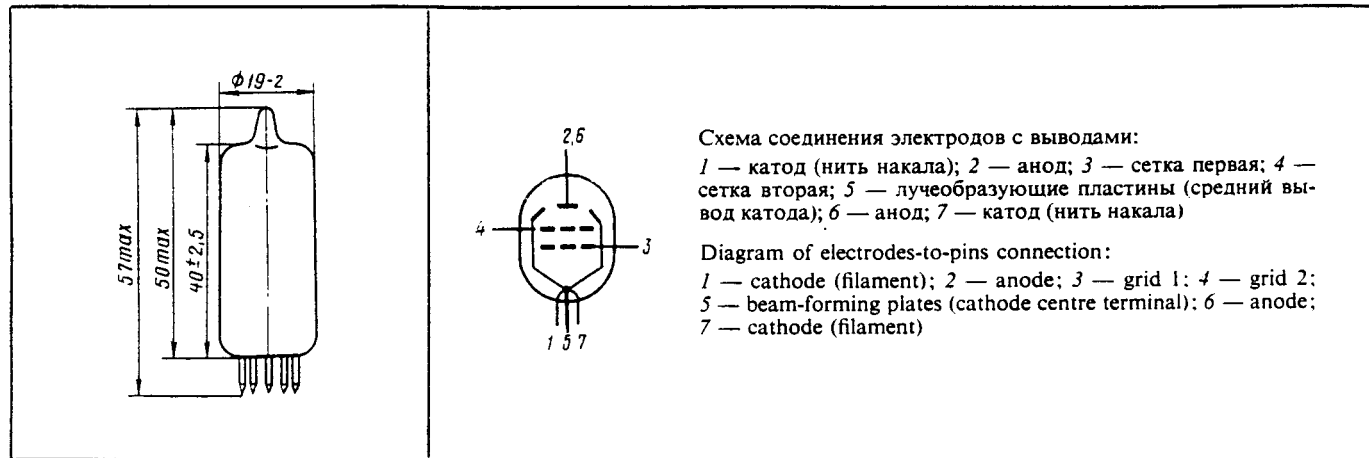 ϕ19-2
57max
50max
40±2,5
2,6
4
3
1 5 7
Схема соединения электродов с выводами:
1 — катод (нить накала); 2 — анод; 3 — сетка первая; 4 —
сетка вторая; 5 — лучеобразующие пластины (средний вы-
вод катода); 6 — анод; 7 — катод (нить накала)
Diagram of electrodes-to-pins connection:
1 — cathode (filament); 2 — anode; 3 — grid 1; 4 — grid 2;
5 — beam-forming plates (cathode centre terminal); 6 — anode;
7 — cathode (filament)